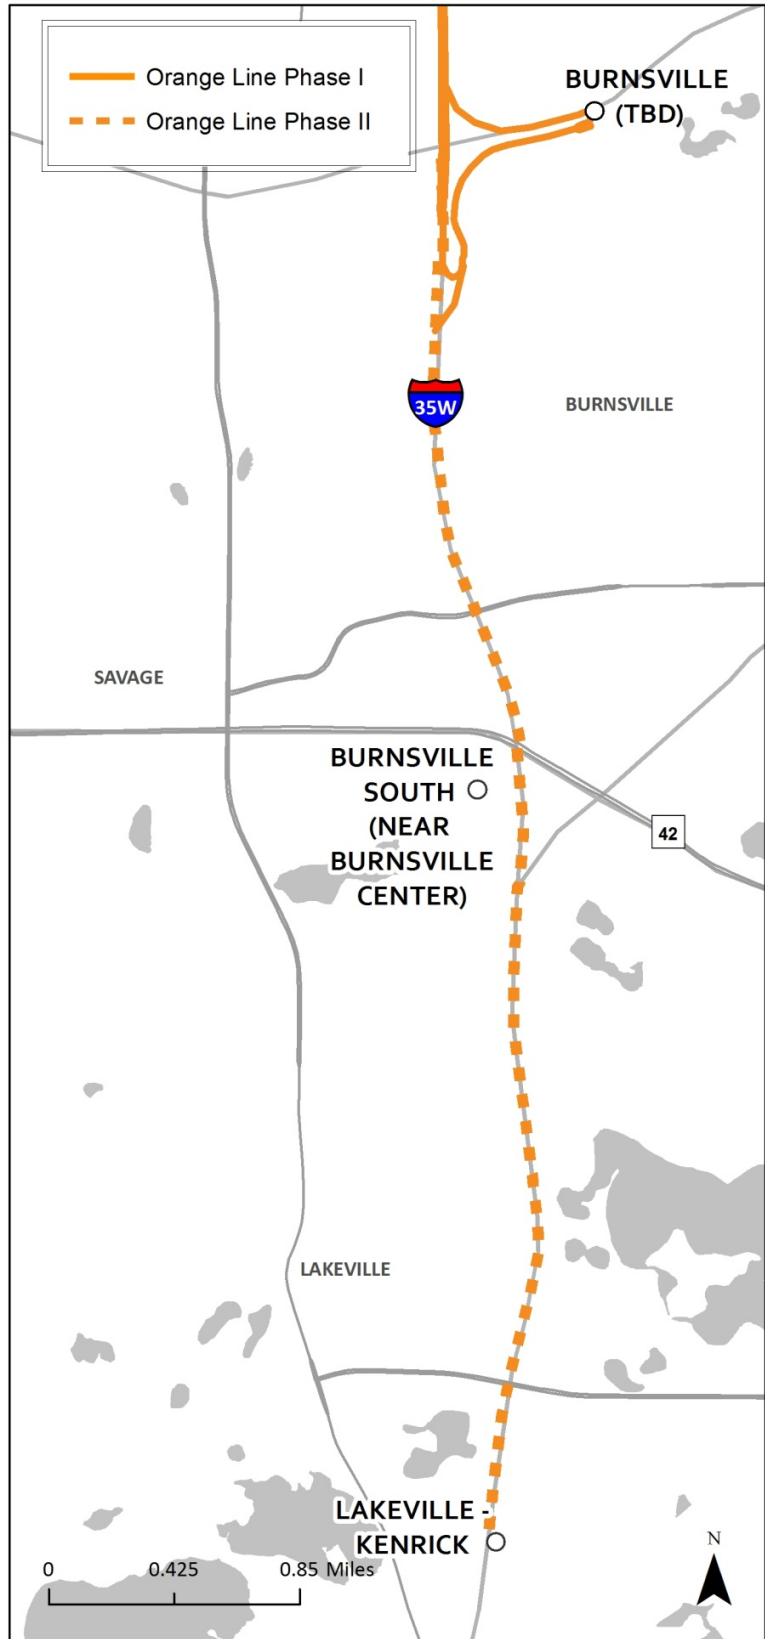 Orange Line Phase I
Orange Line Phase II
BURNSVILLE
(TBD)
35W
BURNSVILLE
SAVAGE
BURNSVILLE
SOUTH
(NEAR
BURNSVILLE
CENTER)
42
LAKEVILLE
LAKEVILLE -
KENRICK
0 0.425 0.85 Miles
N